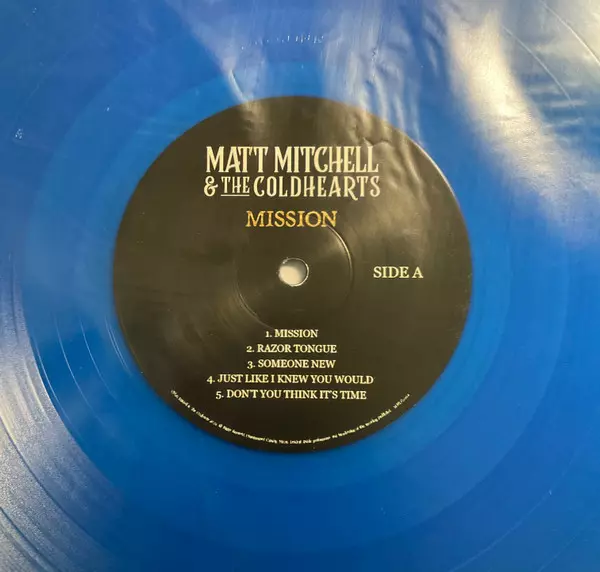 MATT MITCHELL
& THE COLDHEARTS
MISSION
SIDE A
1. MISSION
2. RAZOR TONGUE
3. SOMEONE NEW
4. JUST LIKE I KNEW YOU WOULD
5. DON'T YOU THINK IT'S TIME